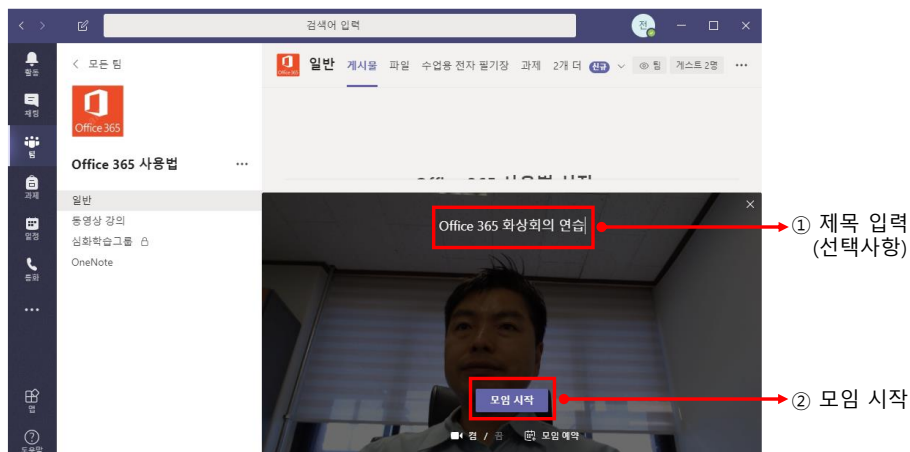 검색어 입력
전
활동
채팅
팀
과제
일정
통화
앱
도움말
< 모든 팀
Office 365
Office 365 사용법
일반
동영상 강의
심화학습그룹
OneNote
일반 게시물 파일 수업용 전자 필기장 과제 2개 더 신규 팀 게스트 2명
Office 365 화상회의 연습
모임 시작
켬 / 끔 모임 예약
① 제목 입력
(선택사항)
② 모임 시작